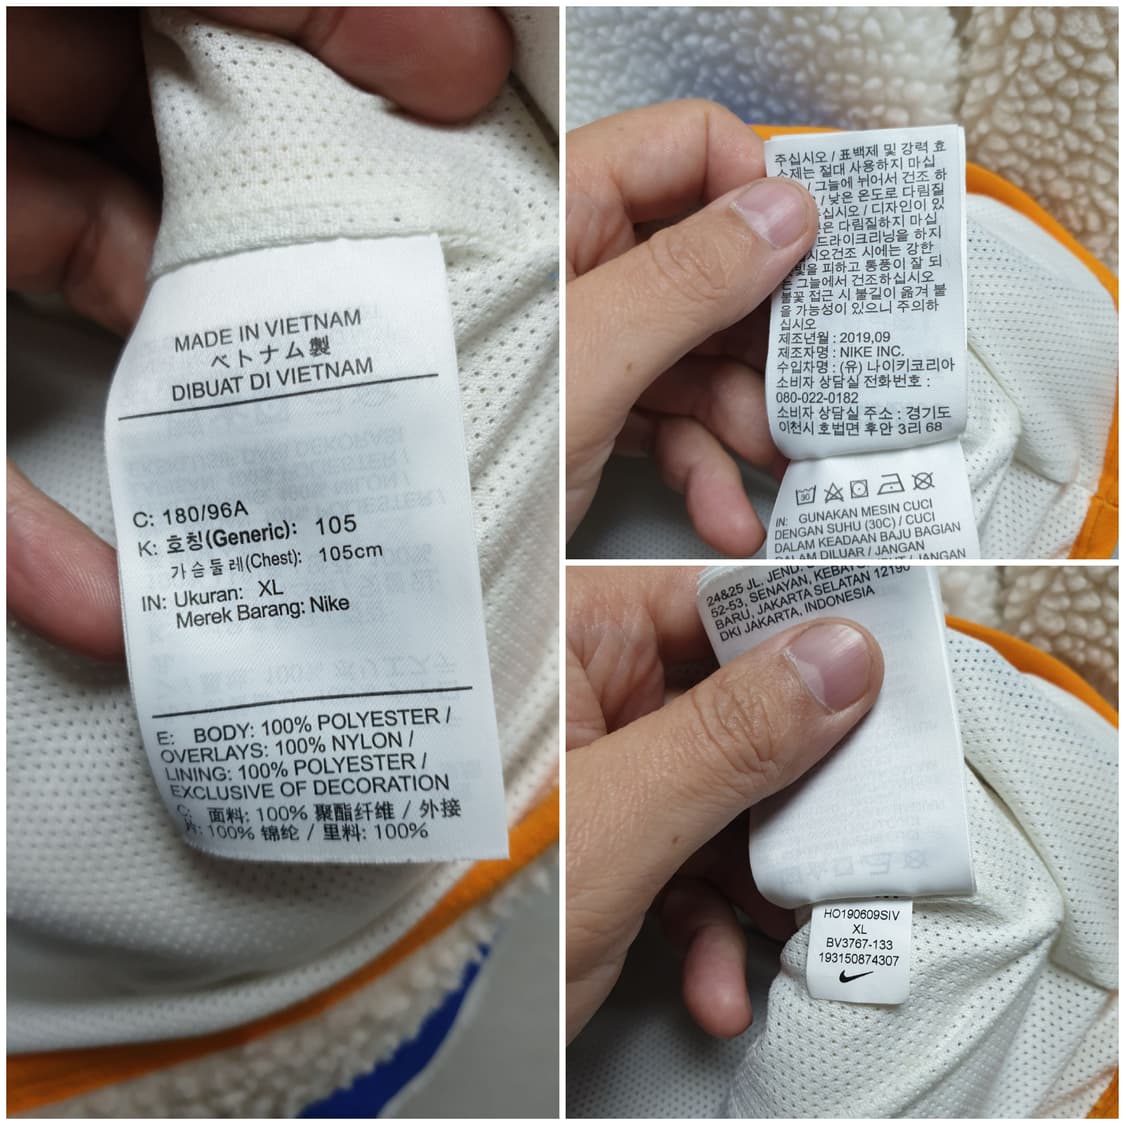 MADE IN VIETNAM
ベトナム製
DIBUAT DI VIETNAM
C: 180/96A
K: 호칭(Generic): 105
가슴둘레(Chest): 105cm
IN: Ukuran: XL
Merek Barang: Nike
E: BODY: 100% POLYESTER /
OVERLAYS: 100% NYLON /
LINING: 100% POLYESTER /
EXCLUSIVE OF DECORATION
C: 面料: 100% 聚酯纤维 / 外接
100% 锦纶 / 里料: 100%
주십시오 / 표백제 및 강력 효
소제는 절대 사용하지 마십
/ 그늘에 뉘어서 건조 하
/ 낮은 온도로 다림질
십시오 / 디자인이 있
은 다림질하지 마십
드라이크리닝을 하지
시오건조 시에는 강한
빛을 피하고 통풍이 잘 되
는 그늘에서 건조하십시오
불꽃 접근 시 불길이 옮겨 붙
을 가능성이 있으니 주의하
십시오
제조년월 : 2019,09
제조자명 : NIKE INC.
수입자명 : (유) 나이키코리아
소비자 상담실 전화번호 :
080-022-0182
소비자 상담실 주소 : 경기도
이천시 호법면 후안 3리 68
30
IN: GUNAKAN MESIN CUCI
DENGAN SUHU (30C) / CUCI
DALAM KEADAAN BAJU BAGIAN
DALAM DILUAR / JANGAN
/ JANGAN
24&25 JL. JEND.
52-53, SENAYAN, KEBAYO
BARU, JAKARTA SELATAN 12190
DKI JAKARTA, INDONESIA
HO190609SIV
XL
BV3767-133
193150874307